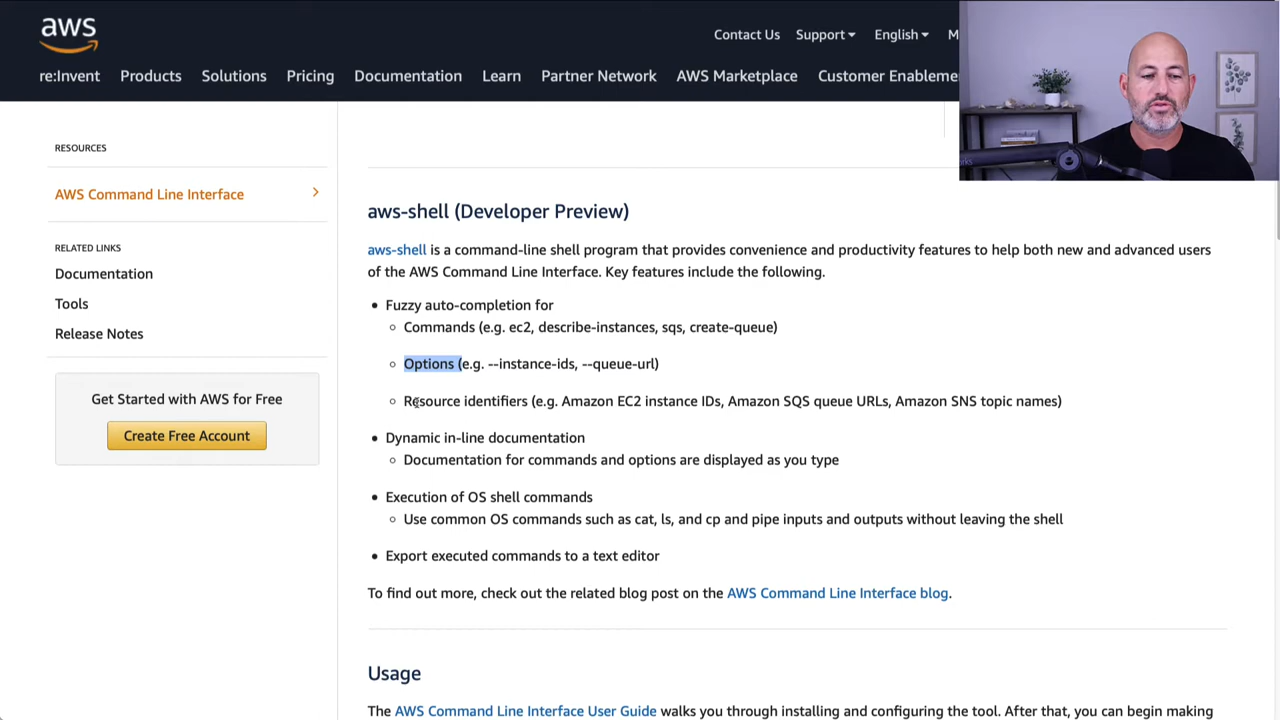 aws
Contact Us Support English M
re:Invent Products Solutions Pricing Documentation Learn Partner Network AWS Marketplace Customer Enableme
RESOURCES
AWS Command Line Interface
RELATED LINKS
Documentation
Tools
Release Notes
Get Started with AWS for Free
Create Free Account
aws-shell (Developer Preview)
aws-shell is a command-line shell program that provides convenience and productivity features to help both new and advanced users
of the AWS Command Line Interface. Key features include the following.
• Fuzzy auto-completion for
◦ Commands (e.g. ec2, describe-instances, sqs, create-queue)
◦ Options (e.g. --instance-ids, --queue-url)
◦ Resource identifiers (e.g. Amazon EC2 instance IDs, Amazon SQS queue URLs, Amazon SNS topic names)
• Dynamic in-line documentation
◦ Documentation for commands and options are displayed as you type
• Execution of OS shell commands
◦ Use common OS commands such as cat, ls, and cp and pipe inputs and outputs without leaving the shell
• Export executed commands to a text editor
To find out more, check out the related blog post on the AWS Command Line Interface blog.
Usage
The AWS Command Line Interface User Guide walks you through installing and configuring the tool. After that, you can begin making